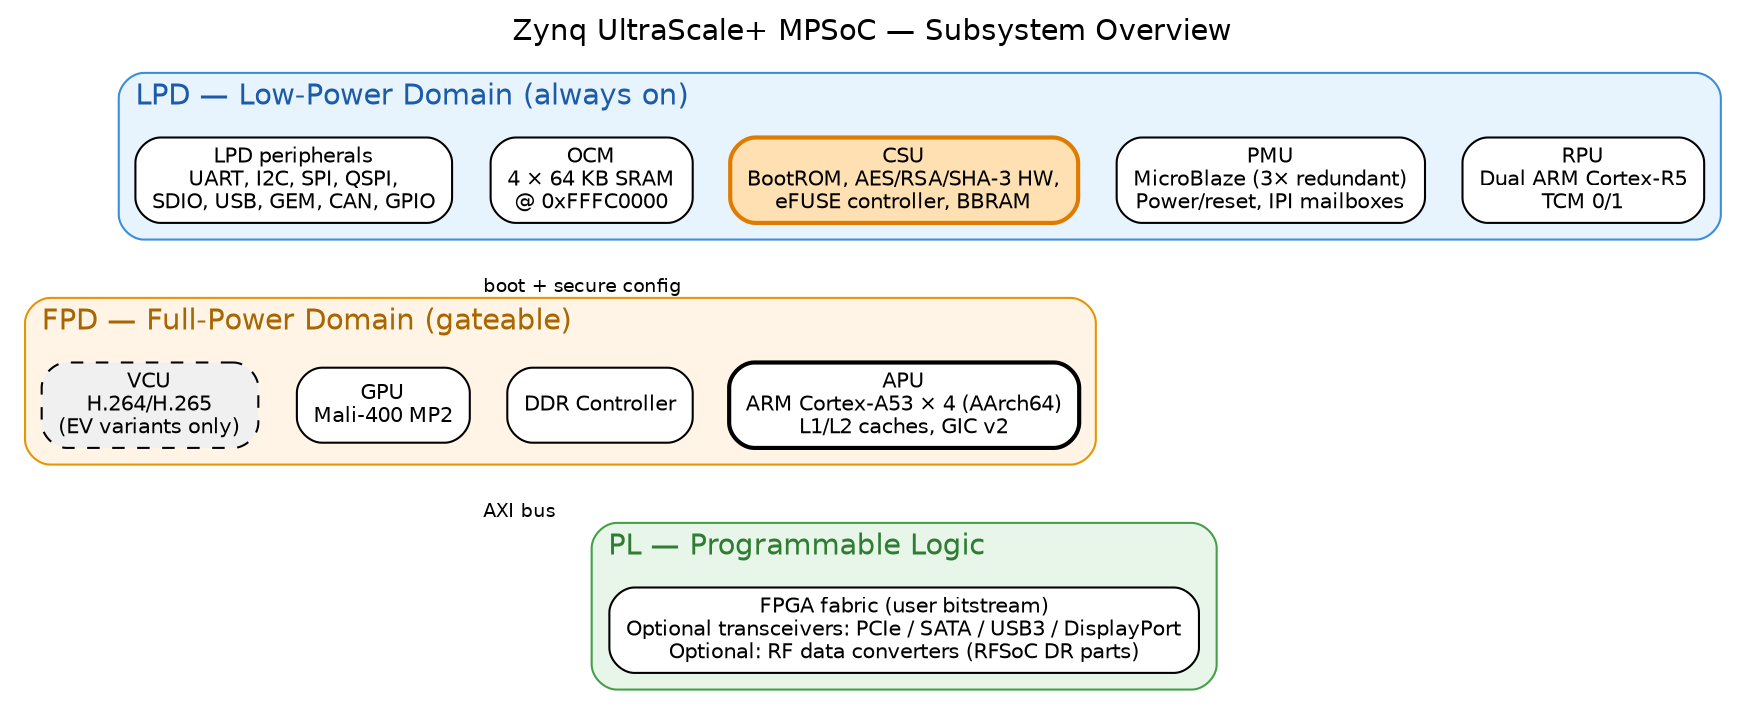 Zynq UltraScale+ MPSoC — Subsystem Overview
LPD — Low-Power Domain (always on)
LPD peripherals
UART, I2C, SPI, QSPI,
SDIO, USB, GEM, CAN, GPIO
OCM
4 × 64 KB SRAM
@ 0xFFFC0000
CSU
BootROM, AES/RSA/SHA-3 HW,
eFUSE controller, BBRAM
PMU
MicroBlaze (3× redundant)
Power/reset, IPI mailboxes
RPU
Dual ARM Cortex-R5
TCM 0/1
boot + secure config
FPD — Full-Power Domain (gateable)
VCU
H.264/H.265
(EV variants only)
GPU
Mali-400 MP2
DDR Controller
APU
ARM Cortex-A53 × 4 (AArch64)
L1/L2 caches, GIC v2
AXI bus
PL — Programmable Logic
FPGA fabric (user bitstream)
Optional transceivers: PCIe / SATA / USB3 / DisplayPort
Optional: RF data converters (RFSoC DR parts)